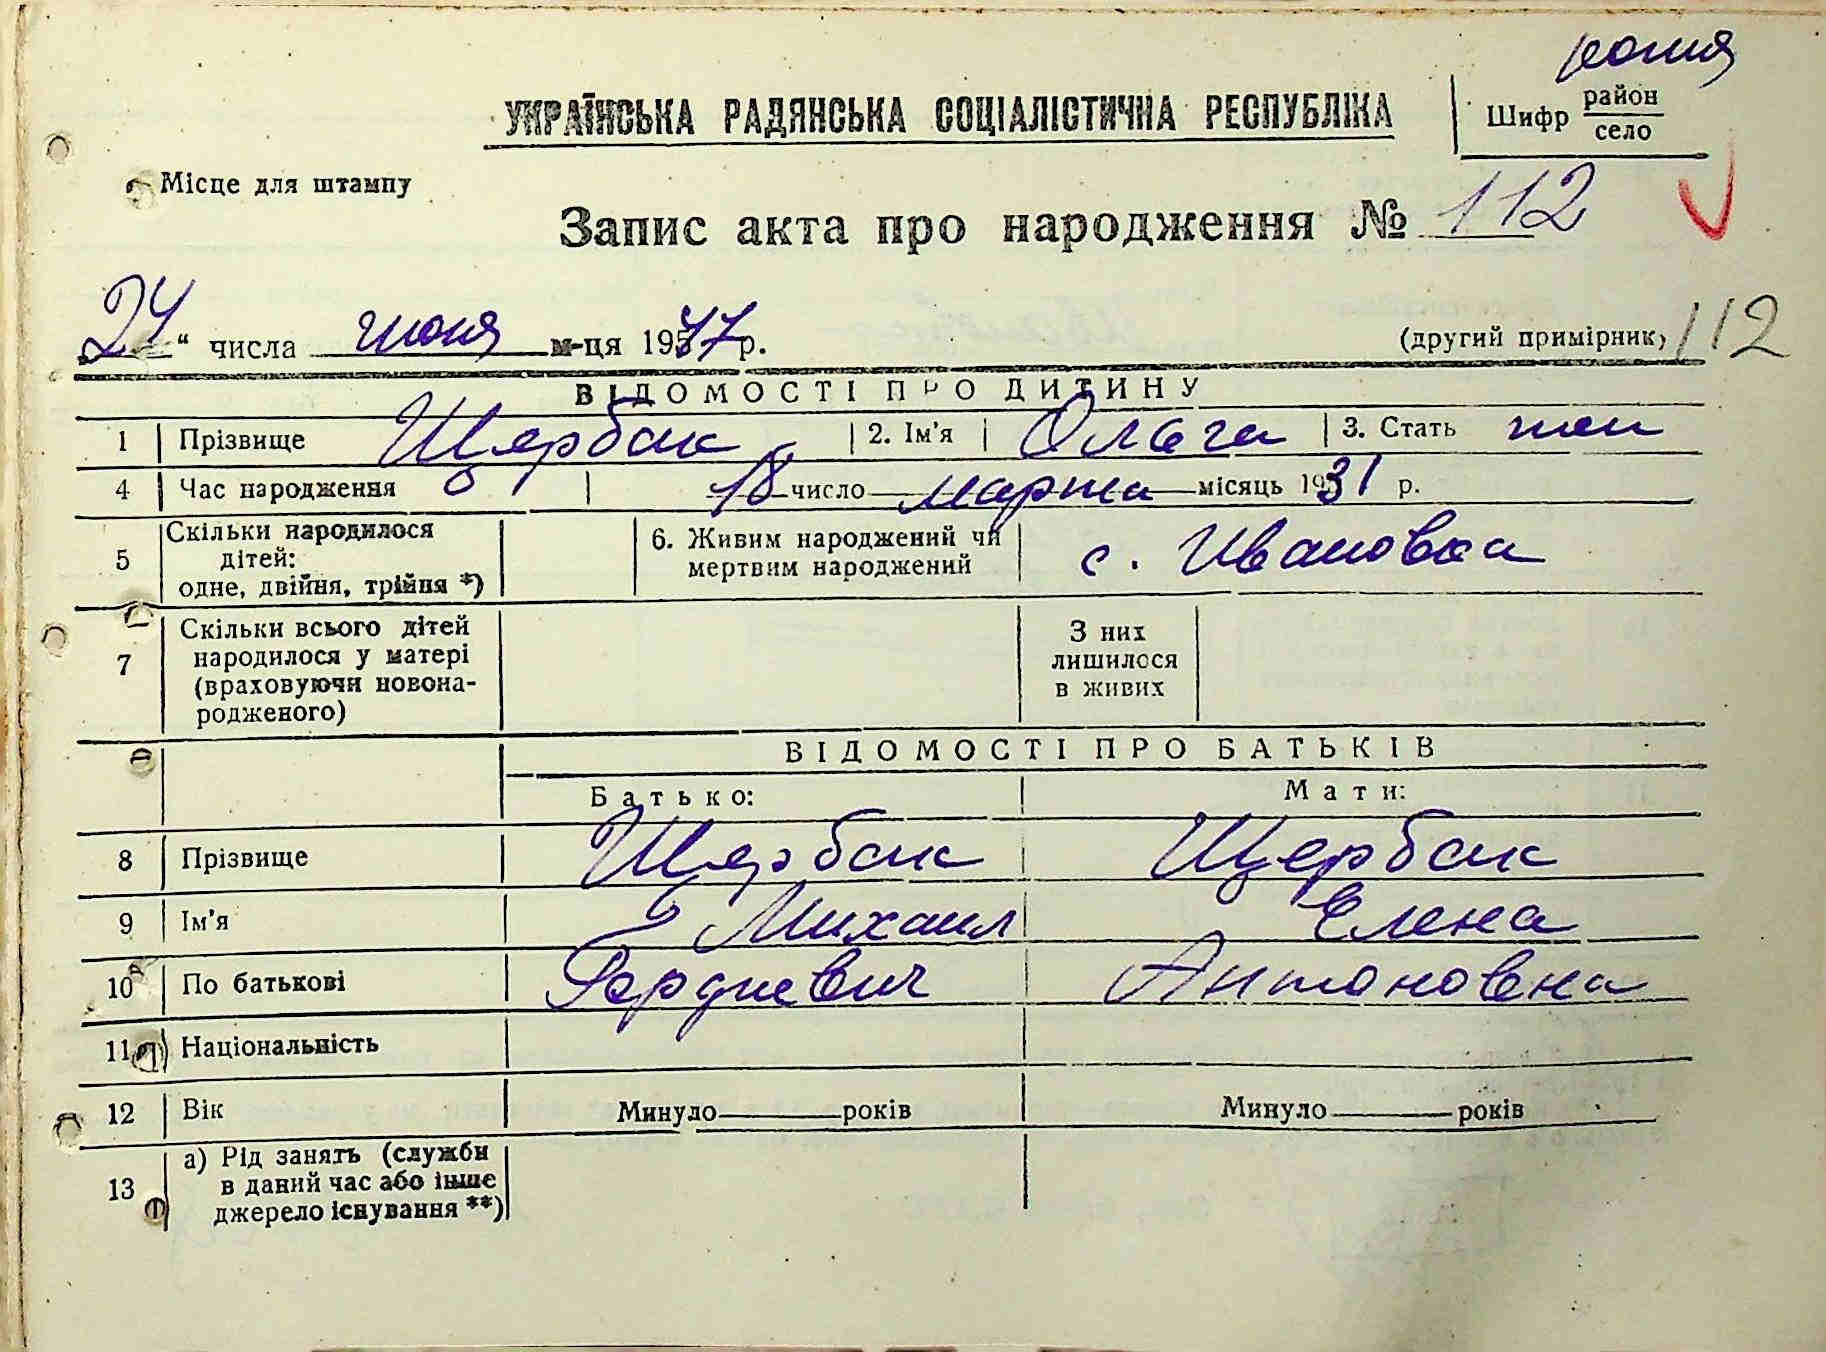 копия
УКРАЇНСЬКА РАДЯНСЬКА СОЦІАЛІСТИЧНА РЕСПУБЛІКА
Шифр район
село
Місце для штампу
Запис акта про народження № 112
24 " числа июня м-ця 1977 р.
(другий примірник) 112
ВІДОМОСТІ ПРО ДИТИНУ
1 Прізвище Щербак 2. Ім'я Ольга 3. Стать жен
4 Час народження 18 число марта місяць 1931 р.
5 Скільки народилося дітей: одне, двійня, трійня *) 6. Живим народжений чи мертвим народжений с. Ивановка
7 Скільки всього дітей народилося у матері (враховуючи новонародженого) З них лишилося в живих
ВІДОМОСТІ ПРО БАТЬКІВ
Батько: Мати:
8 Прізвище Щербак Щербак
9 Ім'я Михаил Елена
10 По батькові Гордиевич Антоновна
11 Національність
12 Вік Минуло року Минуло років
13 а) Рід занять (служби в даний час або інше джерело існування **)